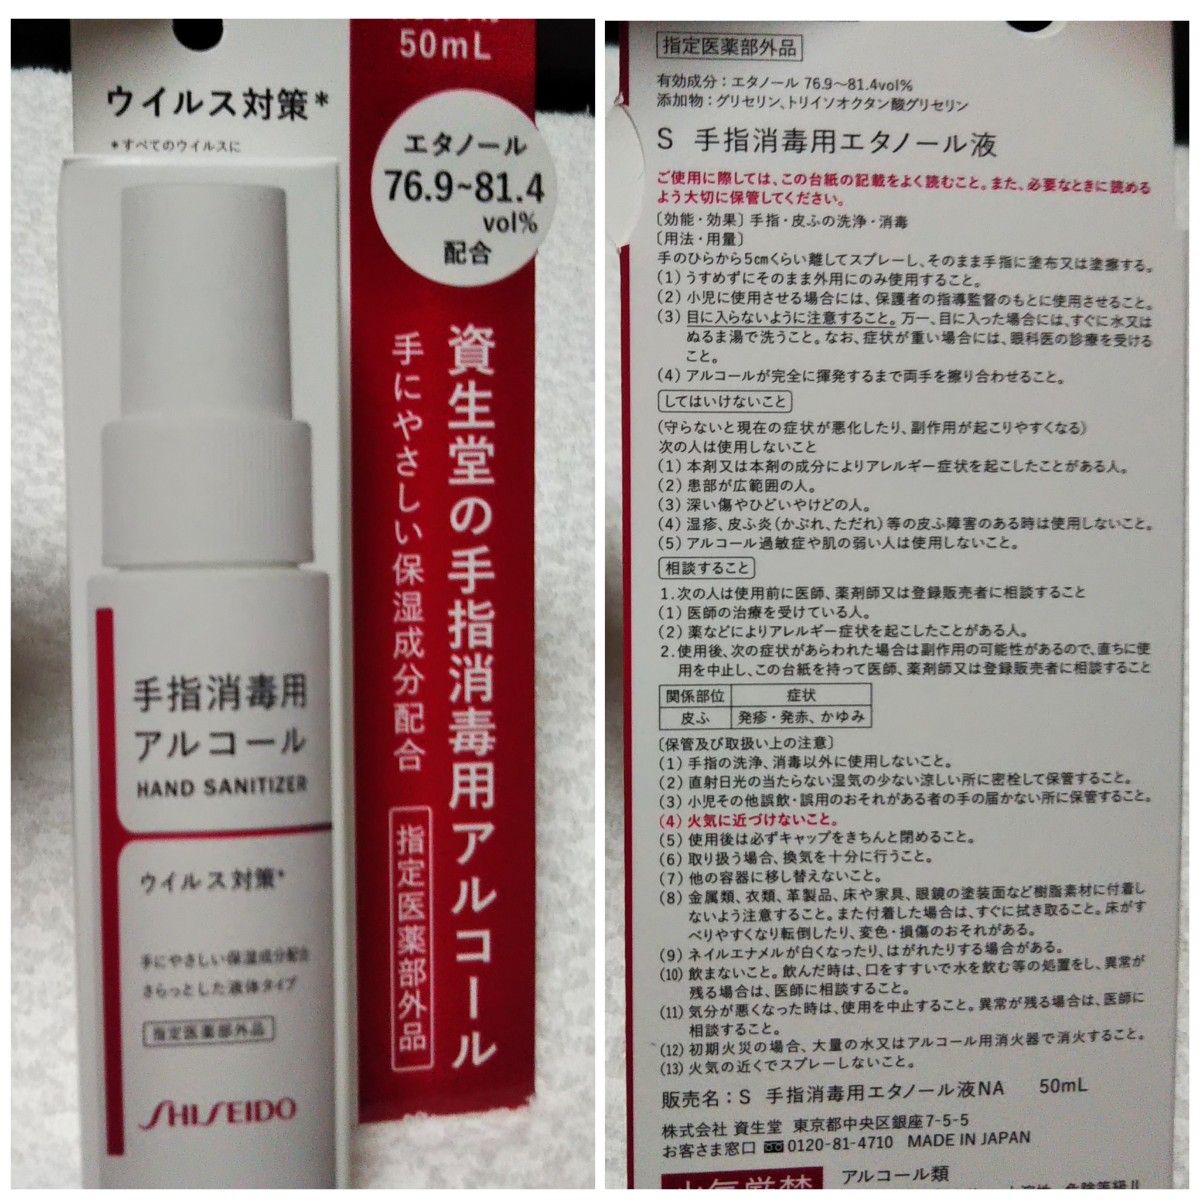 50mL
ウイルス対策*
*すべてのウイルスに
エタノール
76.9~81.4
vol%
配合
資生堂の手指消毒用アルコール
手にやさしい保湿成分配合
指定医薬部外品
手指消毒用
アルコール
HAND SANITIZER
ウイルス対策*
手にやさしい保湿成分配合
さらっとした液体タイプ
指定医薬部外品
SHISEIDO
指定医薬部外品
有効成分：エタノール 76.9~81.4vol%
添加物：グリセリン、トリイソオクタン酸グリセリン
S 手指消毒用エタノール液
ご使用に際しては、この台紙の記載をよく読むこと。また、必要なときに読める
よう大切に保管してください。
〔効能・効果〕手指・皮ふの洗浄・消毒
〔用法・用量〕
手のひらから5cmくらい離してスプレーし、そのまま手指に塗布又は塗擦する。
(1) うすめずにそのまま外用にのみ使用すること。
(2) 小児に使用させる場合には、保護者の指導監督のもとに使用させること。
(3) 目に入らないように注意すること。万一、目に入った場合には、すぐに水又は
ぬるま湯で洗うこと。なお、症状が重い場合には、眼科医の診療を受ける
こと。
(4) アルコールが完全に揮発するまで両手を擦り合わせること。
してはいけないこと
(守らないと現在の症状が悪化したり、副作用が起こりやすくなる)
次の人は使用しないこと
(1) 本剤又は本剤の成分によりアレルギー症状を起こしたことがある人。
(2) 患部が広範囲の人。
(3) 深い傷やひどいやけどの人。
(4) 湿疹、皮ふ炎(かぶれ、ただれ)等の皮ふ障害のある時は使用しないこと。
(5) アルコール過敏症や肌の弱い人は使用しないこと。
相談すること
1.次の人は使用前に医師、薬剤師又は登録販売者に相談すること
(1) 医師の治療を受けている人。
(2) 薬などによりアレルギー症状を起こしたことがある人。
2.使用後、次の症状があらわれた場合は副作用の可能性があるので、直ちに使
用を中止し、この台紙を持って医師、薬剤師又は登録販売者に相談すること
関係部位 症状
皮ふ 発疹・発赤、かゆみ
〔保管及び取扱い上の注意〕
(1) 手指の洗浄、消毒以外に使用しないこと。
(2) 直射日光の当たらない湿気の少ない涼しい所に密栓して保管すること。
(3) 小児その他誤飲・誤用のおそれがある者の手の届かない所に保管すること。
(4) 火気に近づけないこと。
(5) 使用後は必ずキャップをきちんと閉めること。
(6) 取り扱う場合、換気を十分に行うこと。
(7) 他の容器に移し替えないこと。
(8) 金属類、衣類、革製品、床や家具、眼鏡の塗装面など樹脂素材に付着し
ないよう注意すること。また付着した場合は、すぐに拭き取ること。床がす
べりやすくなり転倒したり、変色・損傷のおそれがある。
(9) ネイルエナメルが白くなったり、はがれたりする場合がある。
(10) 飲まないこと。飲んだ時は、口をすすいで水を飲む等の処置をし、異常が
残る場合は、医師に相談すること。
(11) 気分が悪くなった時は、使用を中止すること。異常が残る場合は、医師に
相談すること。
(12) 初期火災の場合、大量の水又はアルコール用消火器で消火すること。
(13) 火気の近くでスプレーしないこと。
販売名：S 手指消毒用エタノール液NA 50mL
株式会社 資生堂 東京都中央区銀座7-5-5
お客さま窓口 0120-81-4710 MADE IN JAPAN
火気厳禁 アルコール類